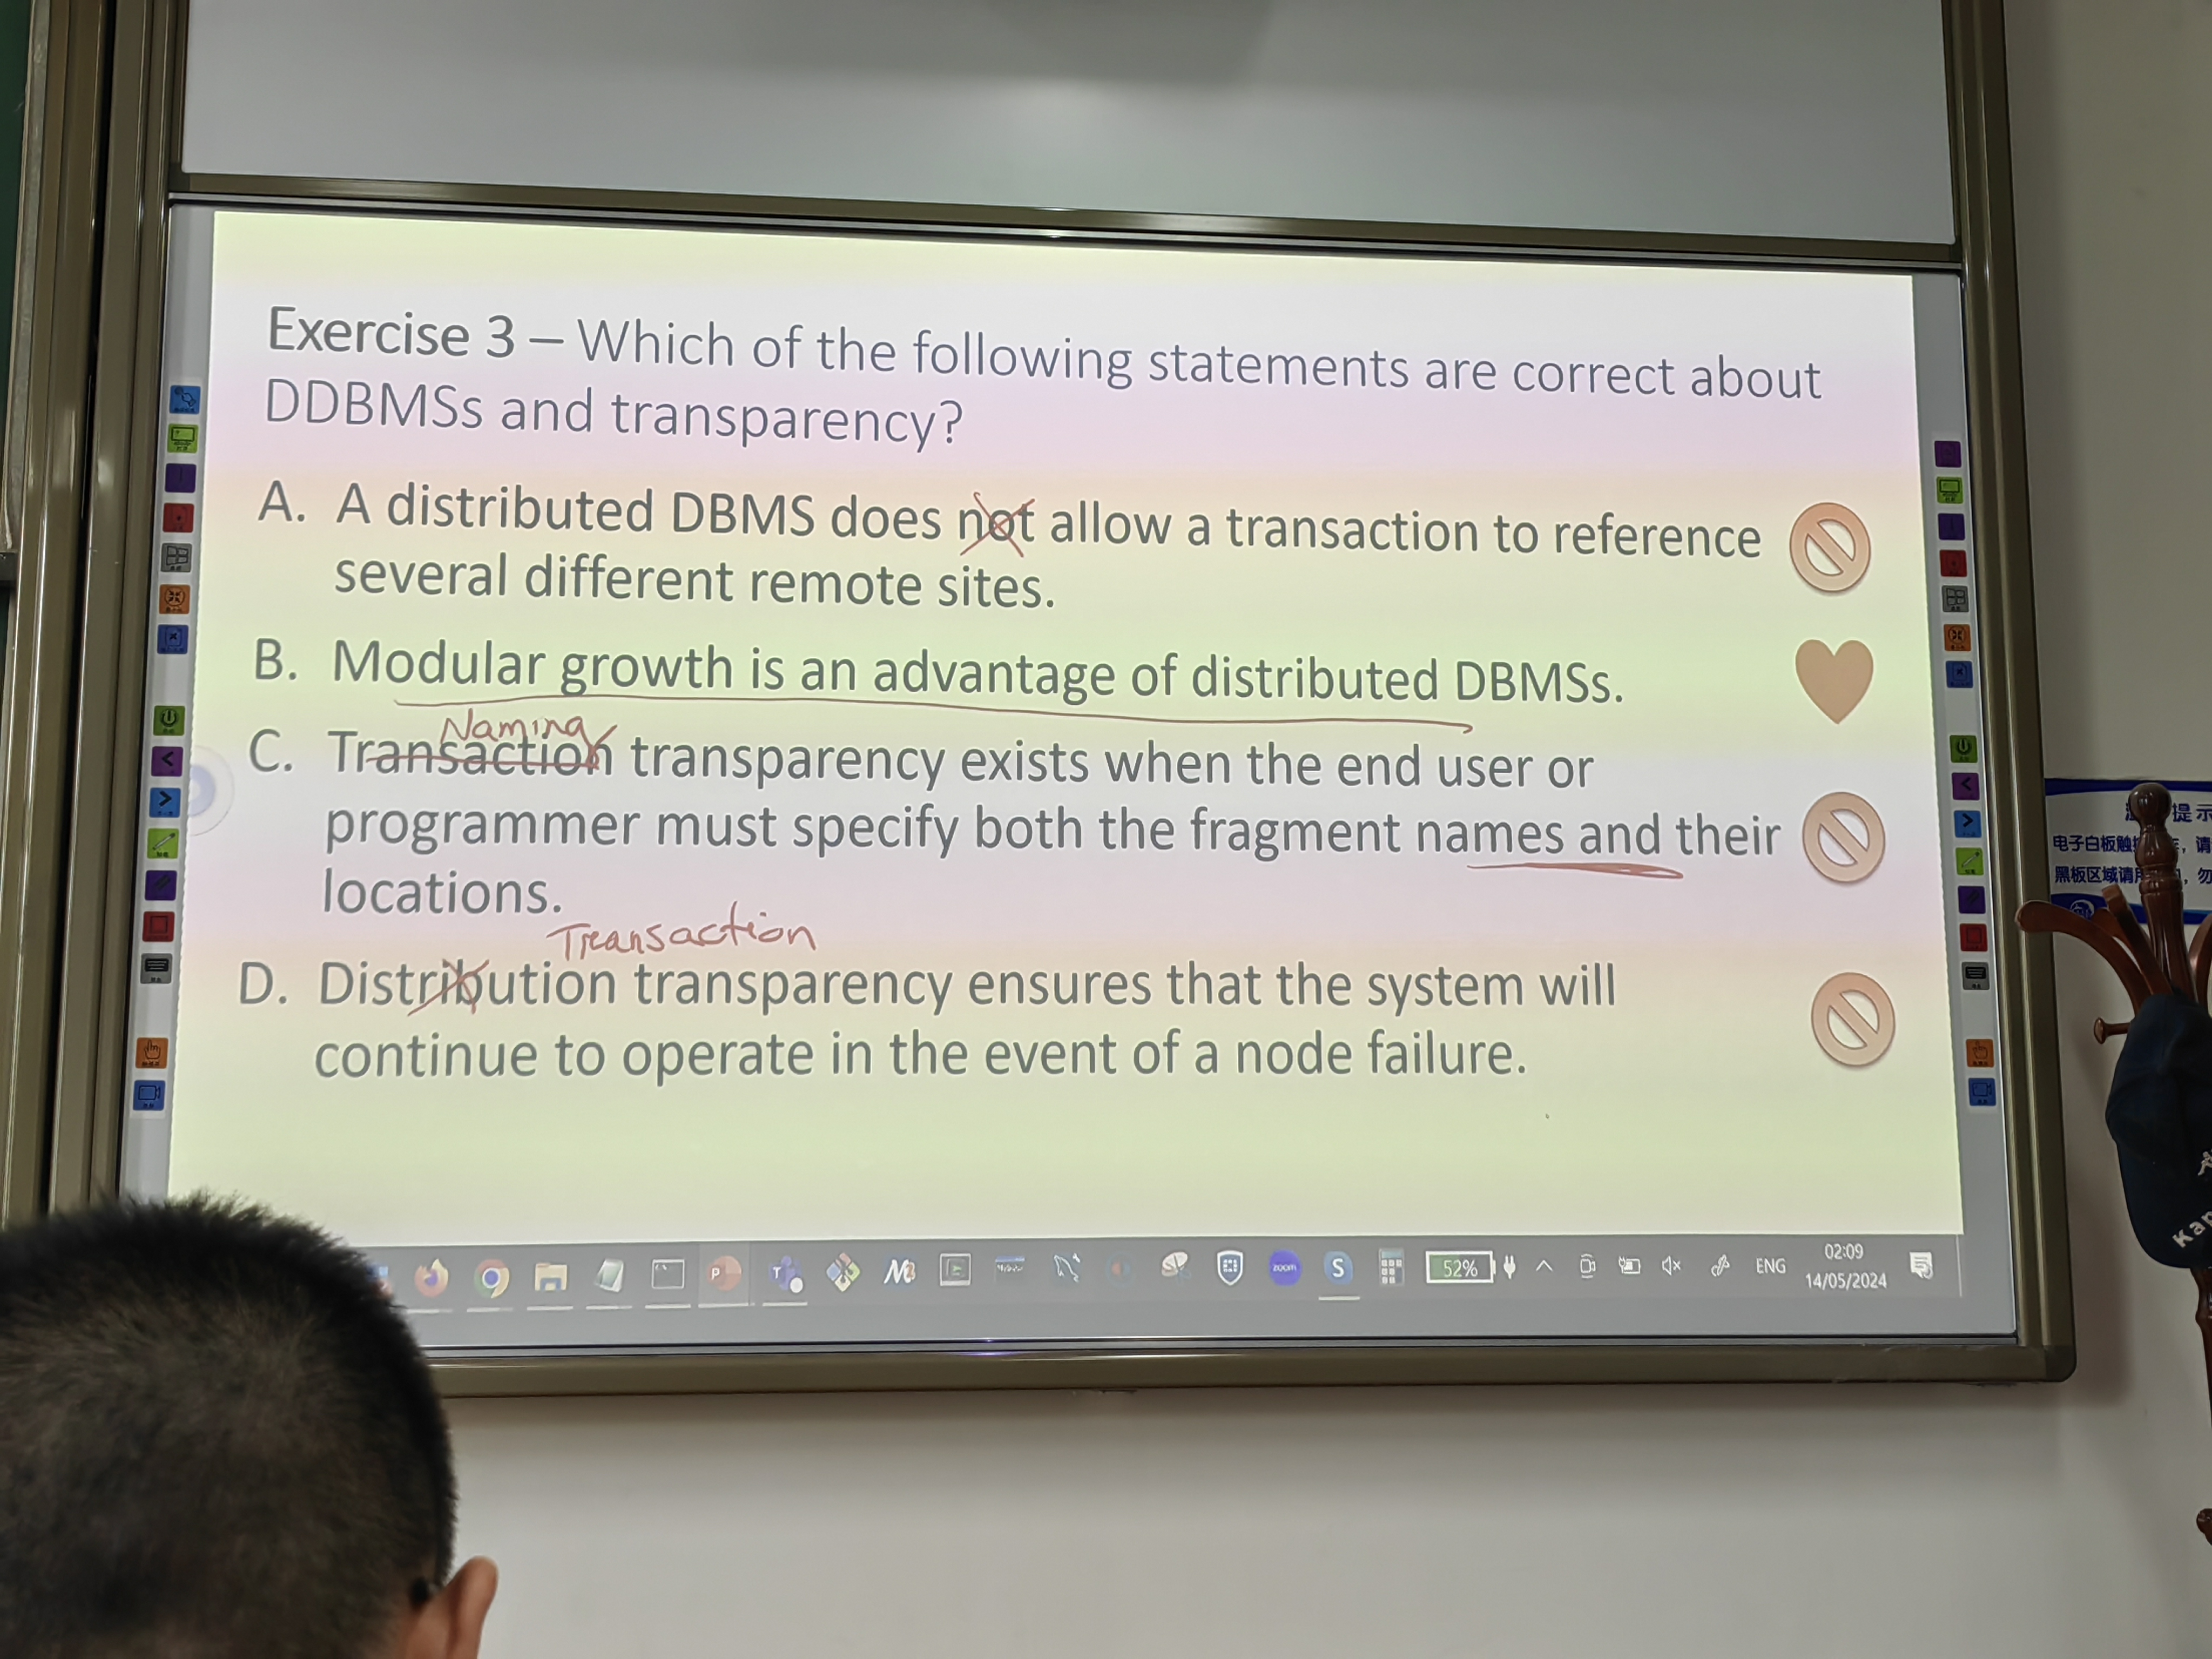 Exercise 3 – Which of the following statements are correct about
DDBMSs and transparency?
A. A distributed DBMS does not allow a transaction to reference
several different remote sites.
B. Modular growth is an advantage of distributed DBMSs.
Naming
C. Transaction transparency exists when the end user or
programmer must specify both the fragment names and their
locations.
Transaction
D. Distribution transparency ensures that the system will
continue to operate in the event of a node failure.
提示
电子白板触 请
黑板区域请 勿
zoom
S
52%
ENG
02:09
14/05/2024
Kap